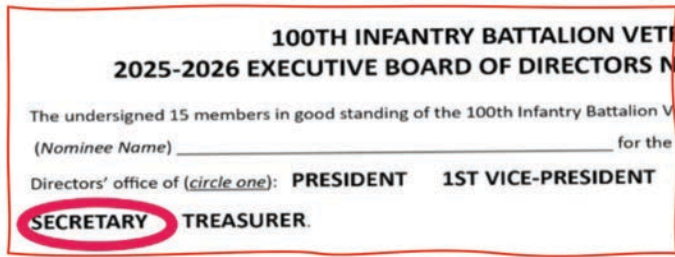 100TH INFANTRY BATTALION VET
2025-2026 EXECUTIVE BOARD OF DIRECTORS N
The undersigned 15 members in good standing of the 100th Infantry Battalion V
(Nominee Name) ______________________________ for the
Directors' office of (circle one): PRESIDENT 1ST VICE-PRESIDENT
SECRETARY TREASURER.